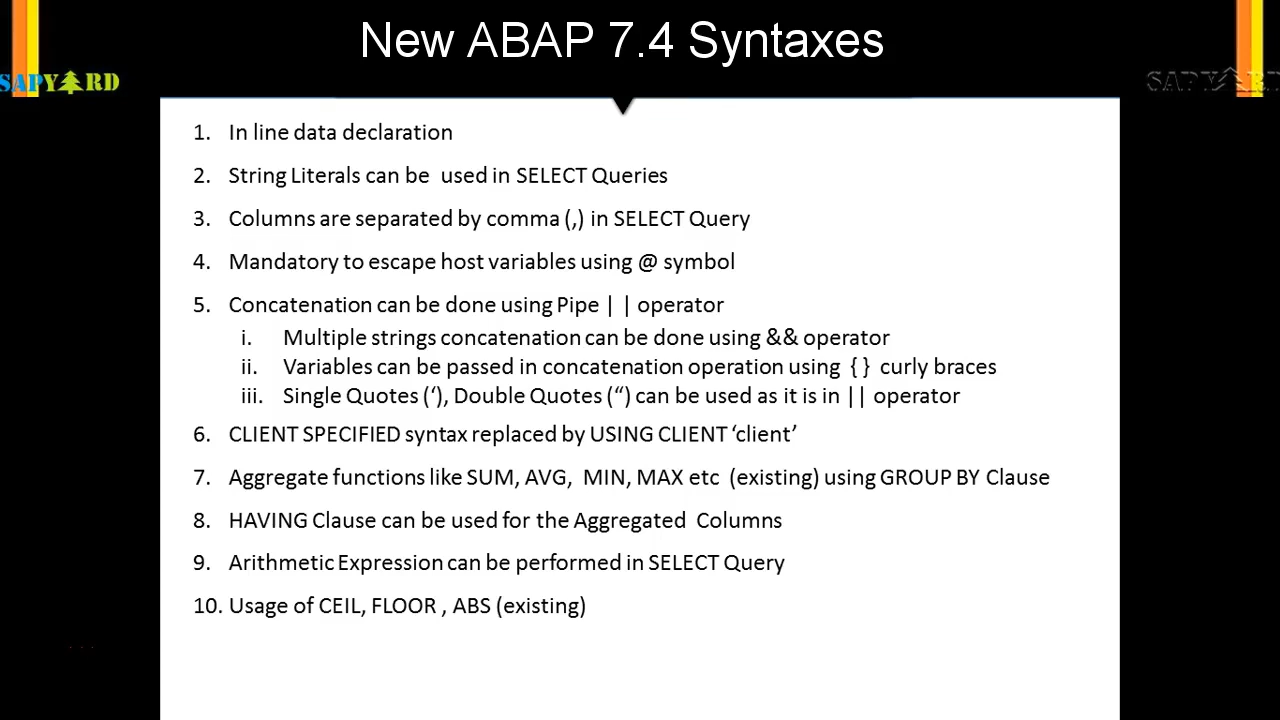 New ABAP 7.4 Syntaxes
SAPYARD
SAPYARD
1. In line data declaration
2. String Literals can be used in SELECT Queries
3. Columns are separated by comma (,) in SELECT Query
4. Mandatory to escape host variables using @ symbol
5. Concatenation can be done using Pipe | | operator
i. Multiple strings concatenation can be done using && operator
ii. Variables can be passed in concatenation operation using { } curly braces
iii. Single Quotes (‘), Double Quotes (“) can be used as it is in || operator
6. CLIENT SPECIFIED syntax replaced by USING CLIENT ‘client’
7. Aggregate functions like SUM, AVG, MIN, MAX etc (existing) using GROUP BY Clause
8. HAVING Clause can be used for the Aggregated Columns
9. Arithmetic Expression can be performed in SELECT Query
10. Usage of CEIL, FLOOR , ABS (existing)